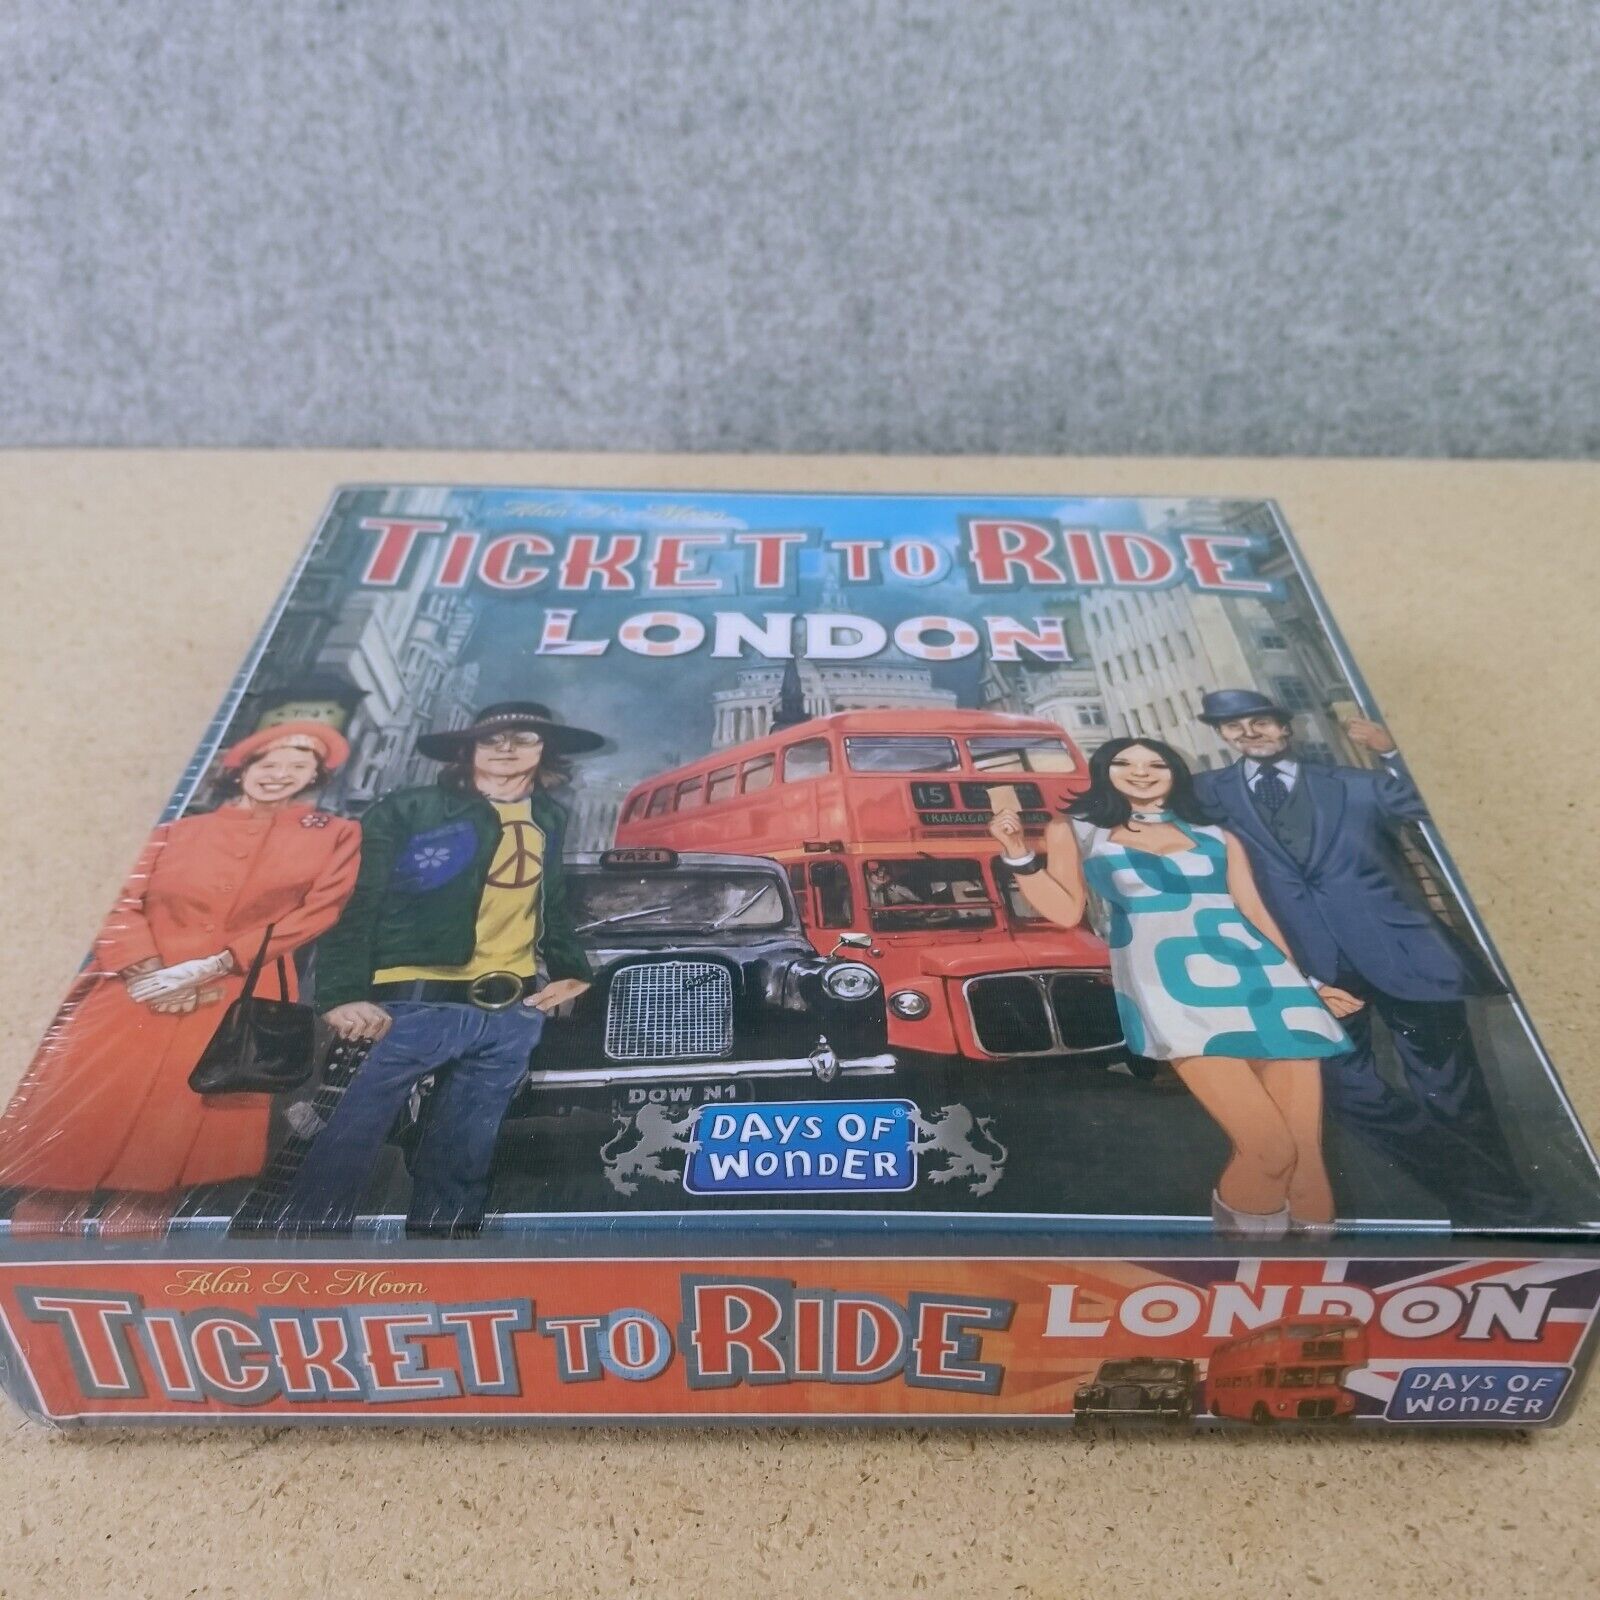 Alan R. Moon
TICKET TO RIDE
LONDON
15
TAXI
DOW N1
DAYS OF ®
WONDER
Alan R. Moon
TICKET TO RIDE
LONDON
DAYS OF
WONDER